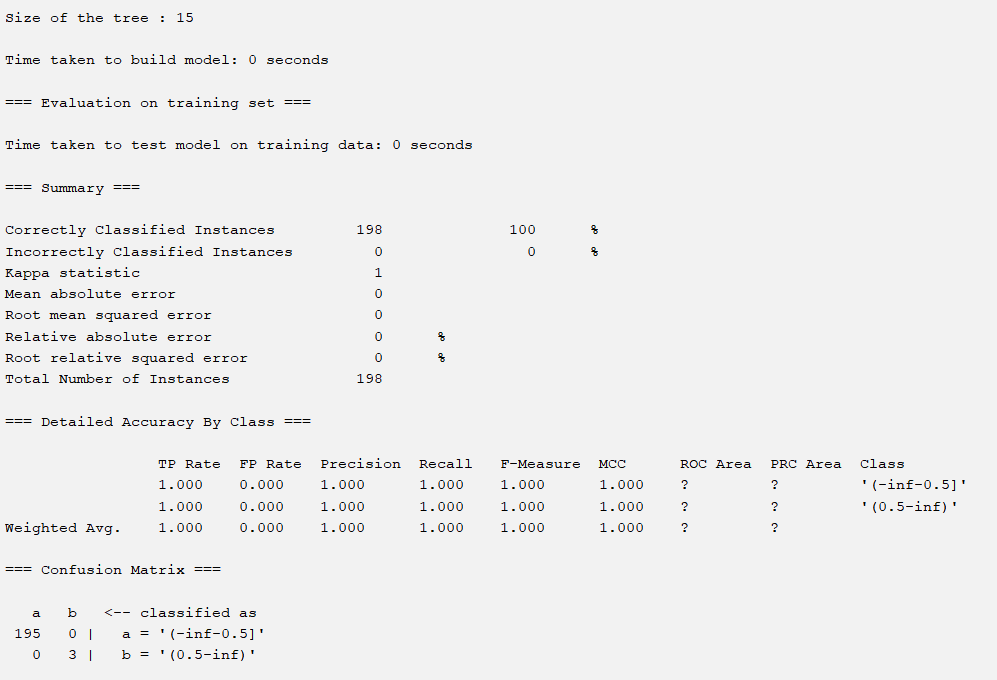 Size of the tree : 15
Time taken to build model: 0 seconds
=== Evaluation on training set ===
Time taken to test model on training data: 0 seconds
=== Summary ===
Correctly Classified Instances         198              100      %
Incorrectly Classified Instances         0                0      %
Kappa statistic                          1
Mean absolute error                      0
Root mean squared error                  0
Relative absolute error                  0      %
Root relative squared error              0      %
Total Number of Instances              198
=== Detailed Accuracy By Class ===
                 TP Rate  FP Rate  Precision  Recall   F-Measure  MCC      ROC Area  PRC Area  Class
                 1.000    0.000    1.000      1.000    1.000      1.000    ?         ?         '(-inf-0.5]'
                 1.000    0.000    1.000      1.000    1.000      1.000    ?         ?         '(0.5-inf)'
Weighted Avg.    1.000    0.000    1.000      1.000    1.000      1.000    ?         ?
=== Confusion Matrix ===
   a   b   <-- classified as
 195   0 |   a = '(-inf-0.5]'
   0   3 |   b = '(0.5-inf)'